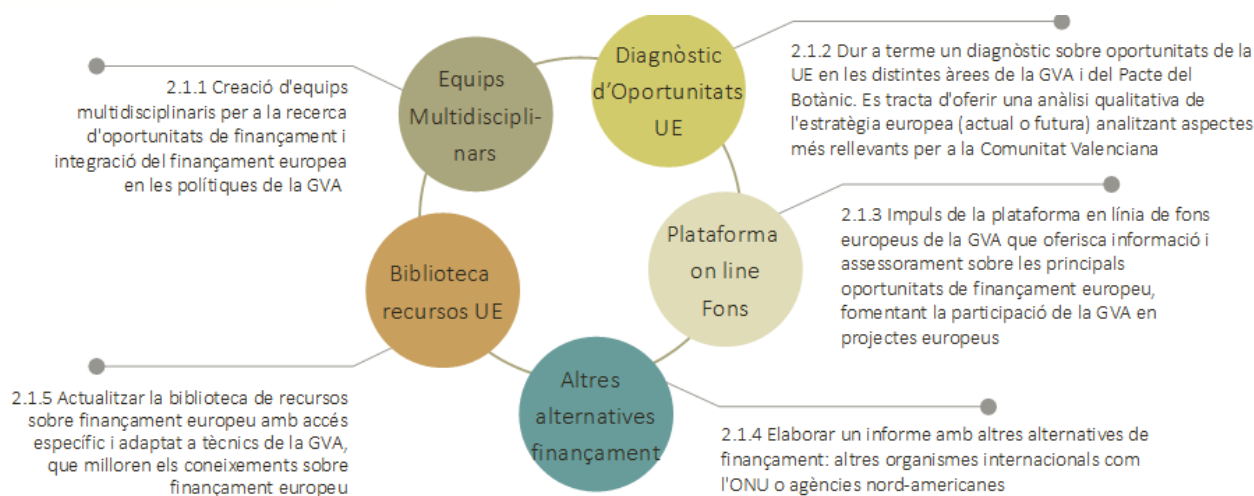 Equips
Multidiscipli-
nars
2.1.1 Creació d'equips
multidisciplinaris per a la recerca
d'oportunitats de finançament i
integració del finançament europea
en les polítiques de la GVA
Diagnòstic
d'Oportunitats
UE
2.1.2 Dur a terme un diagnòstic sobre oportunitats de la
UE en les distintes àrees de la GVA i del Pacte del
Botànic. Es tracta d'oferir una anàlisi qualitativa de
l'estratègia europea (actual o futura) analitzant aspectes
més rellevants per a la Comunitat Valenciana
Plataforma
on line
Fons
2.1.3 Impuls de la plataforma en línia de fons
europeus de la GVA que oferisca informació i
assessorament sobre les principals
oportunitats de finançament europeu,
fomentant la participació de la GVA en
projectes europeus
Altres
alternatives
finançament
2.1.4 Elaborar un informe amb altres alternatives de
finançament: altres organismes internacionals com
l'ONU o agències nord-americanes
Biblioteca
recursos UE
2.1.5 Actualitzar la biblioteca de recursos
sobre finançament europeu amb accés
específic i adaptat a tècnics de la GVA,
que milloren els coneixements sobre
finançament europeu